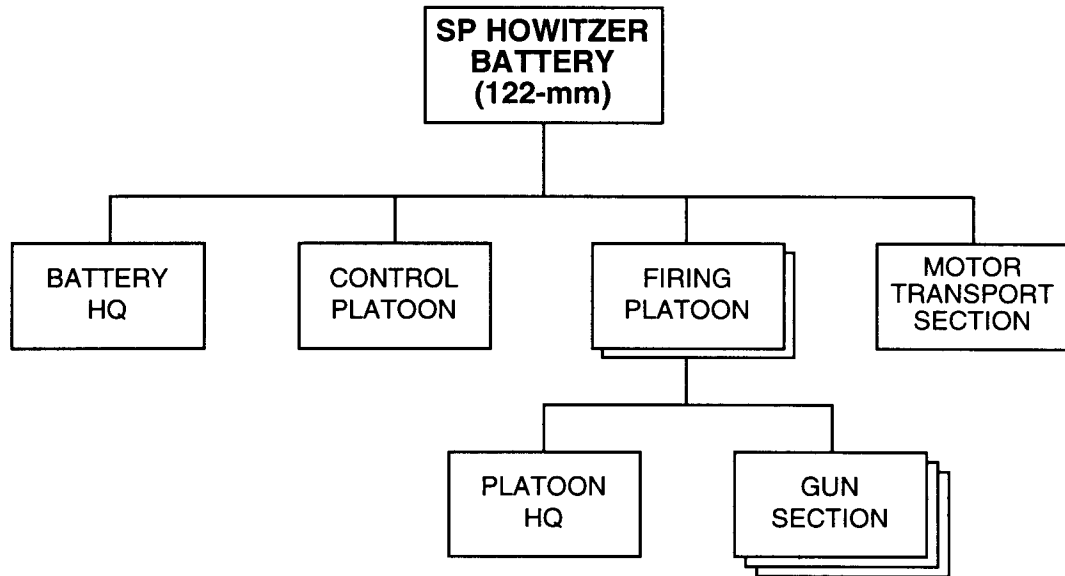 SP HOWITZER
BATTERY
(122-mm)
BATTERY
HQ
CONTROL
PLATOON
FIRING
PLATOON
MOTOR
TRANSPORT
SECTION
PLATOON
HQ
GUN
SECTION